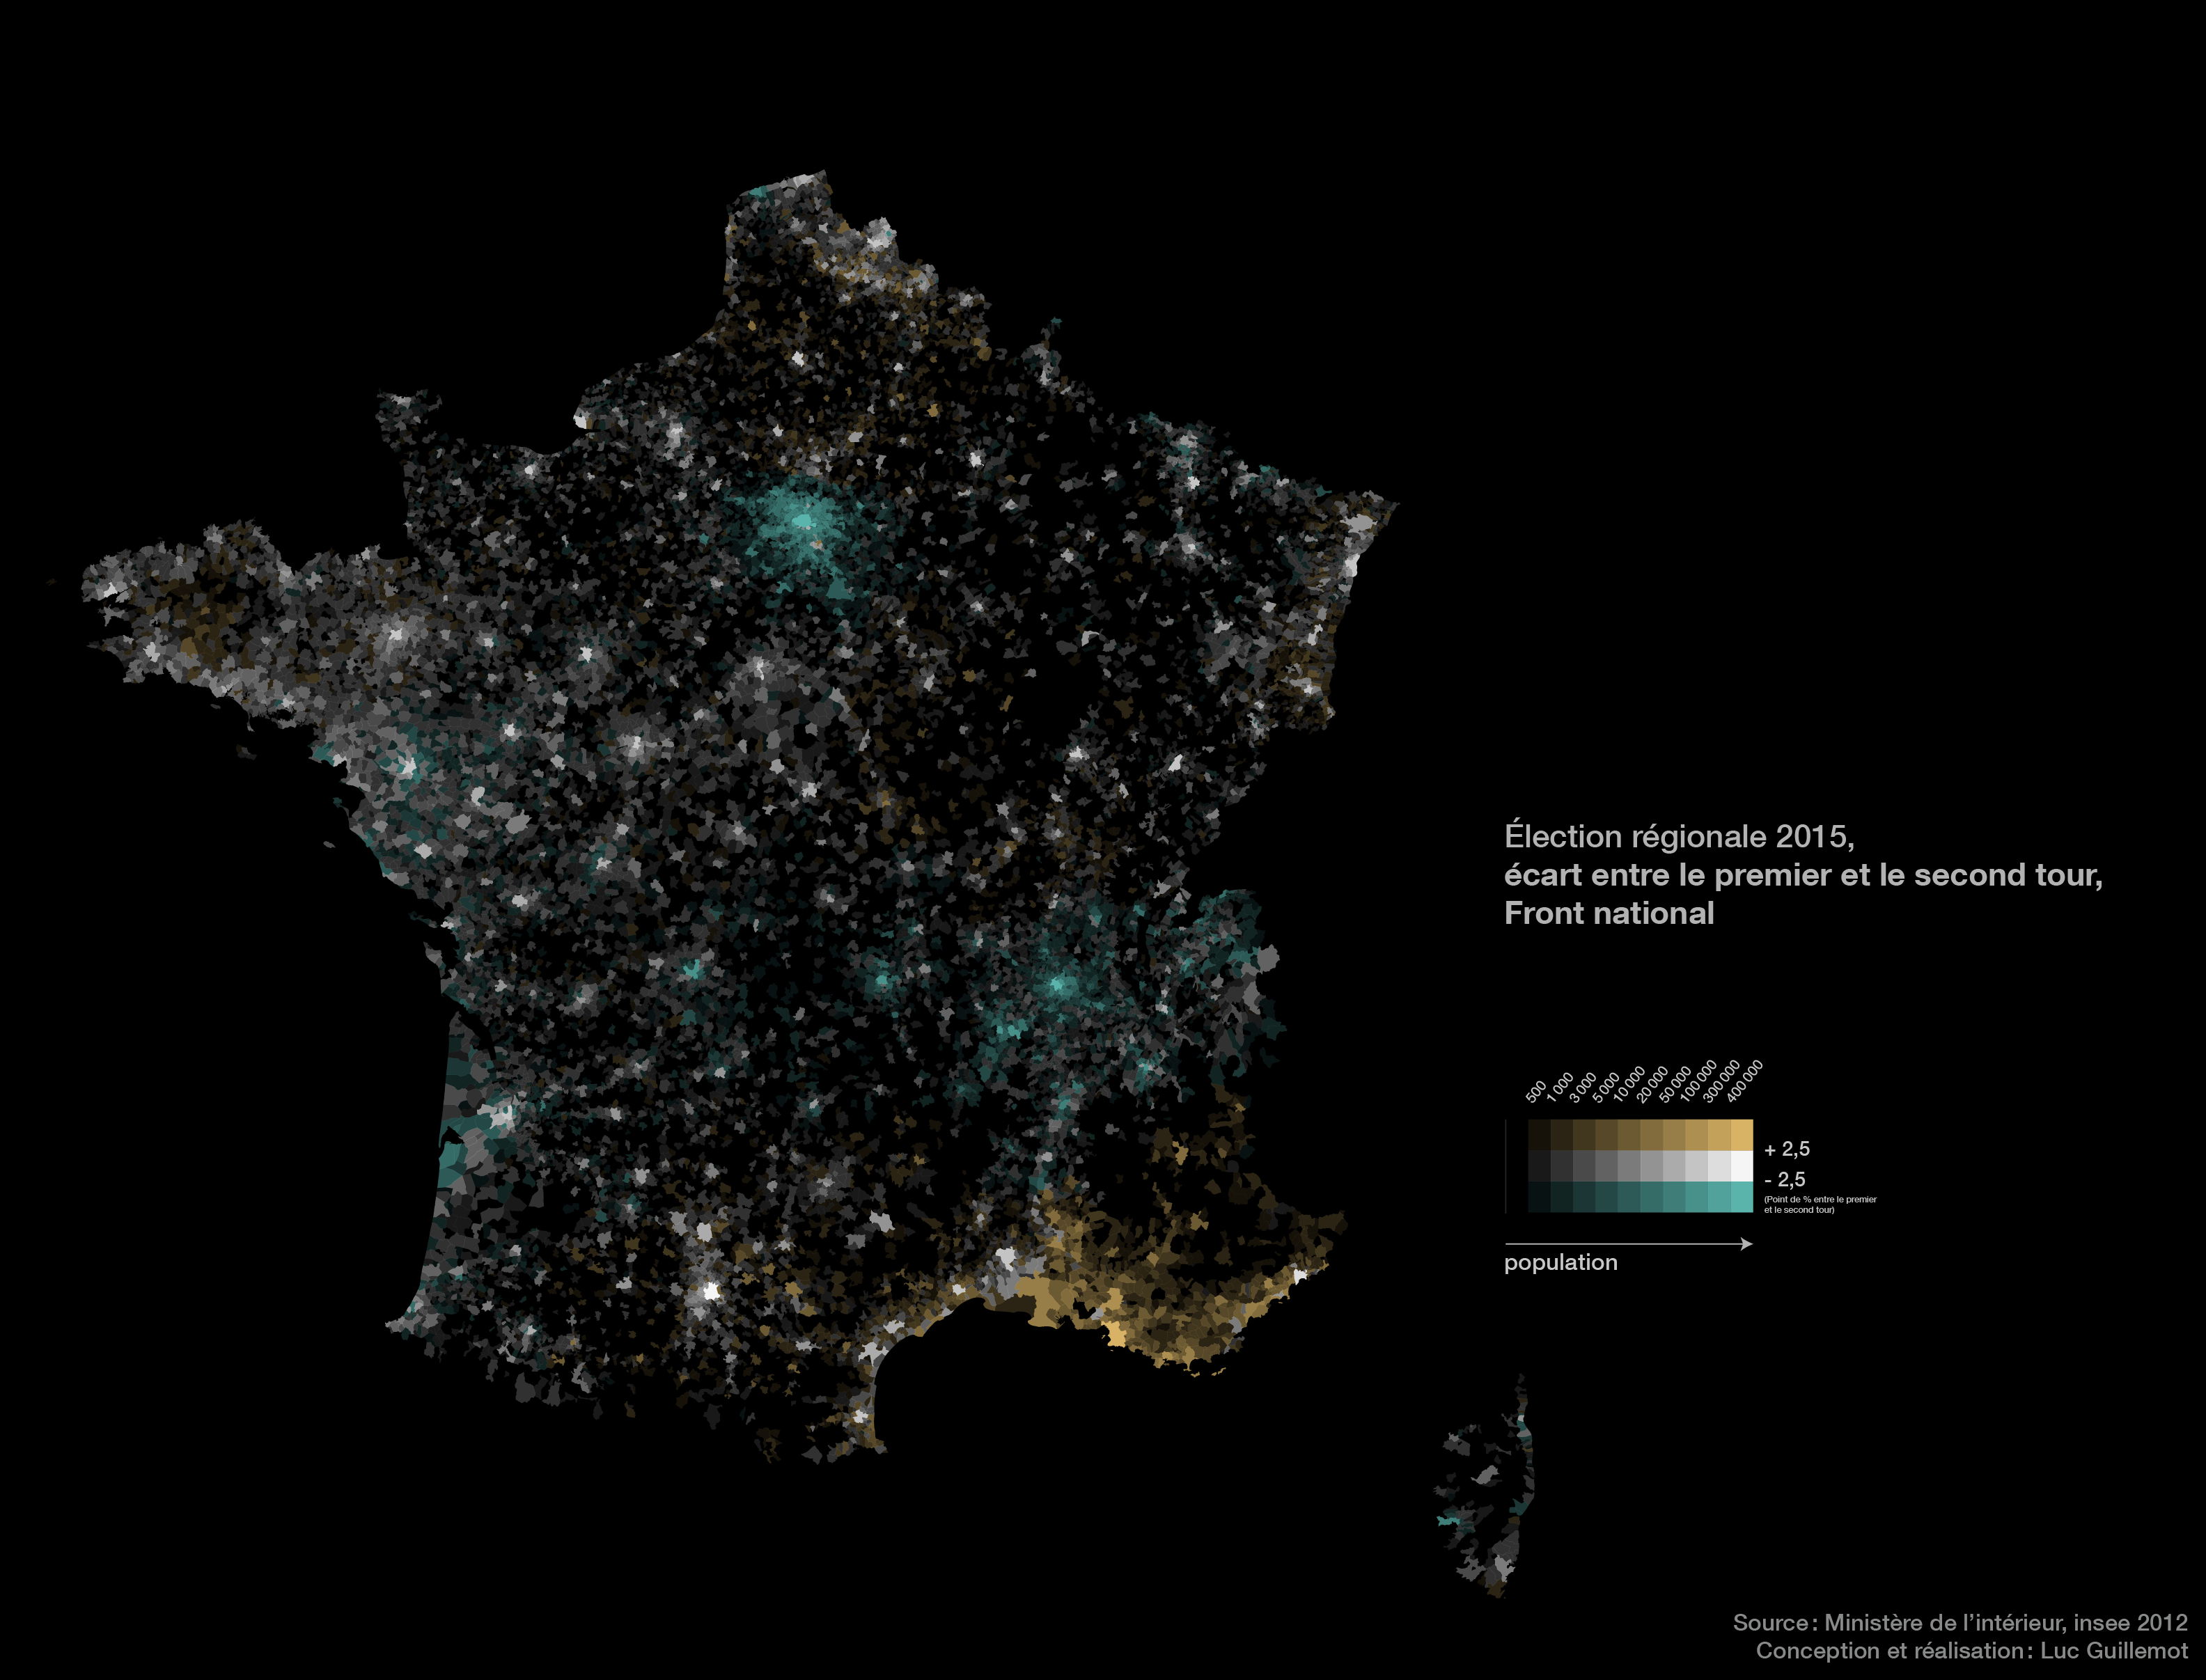 Élection régionale 2015,
écart entre le premier et le second tour,
Front national
500
1 000
3 000
5 000
10 000
20 000
50 000
100 000
300 000
400 000
+ 2,5
- 2,5
(Point de % entre le premier
et le second tour)
population
Source : Ministère de l’intérieur, insee 2012
Conception et réalisation : Luc Guillemot